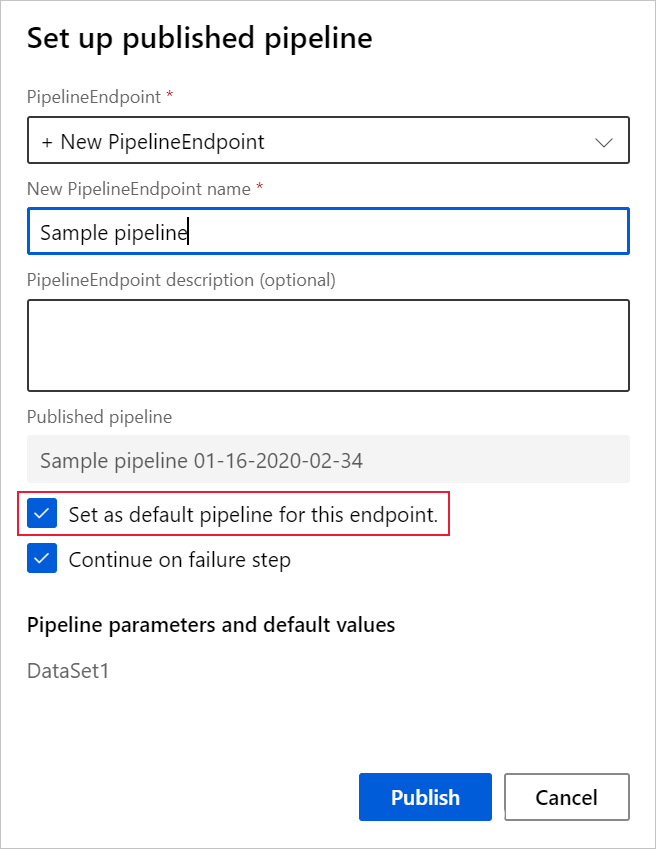 Set up published pipeline
PipelineEndpoint *
+ New PipelineEndpoint
New PipelineEndpoint name *
Sample pipeline
PipelineEndpoint description (optional)
Published pipeline
Sample pipeline 01-16-2020-02-34
Set as default pipeline for this endpoint.
Continue on failure step
Pipeline parameters and default values
DataSet1
Publish Cancel